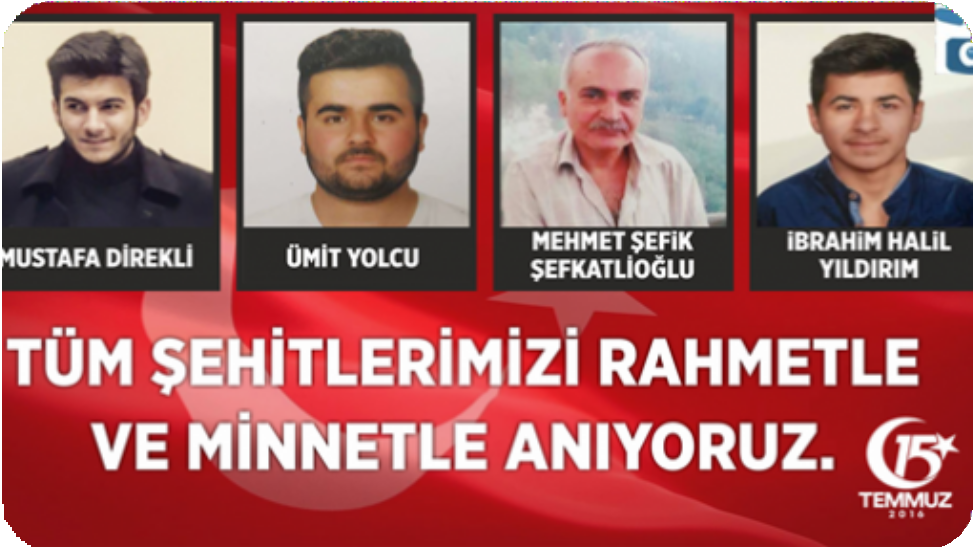 MUSTAFA DİREKLİ
ÜMİT YOLCU
MEHMET ŞEFİK
ŞEFKATLİOĞLU
İBRAHİM HALİL
YILDIRIM
TÜM ŞEHİTLERİMİZİ RAHMETLE
VE MİNNETLE ANIYORUZ.
15
TEMMUZ
2016